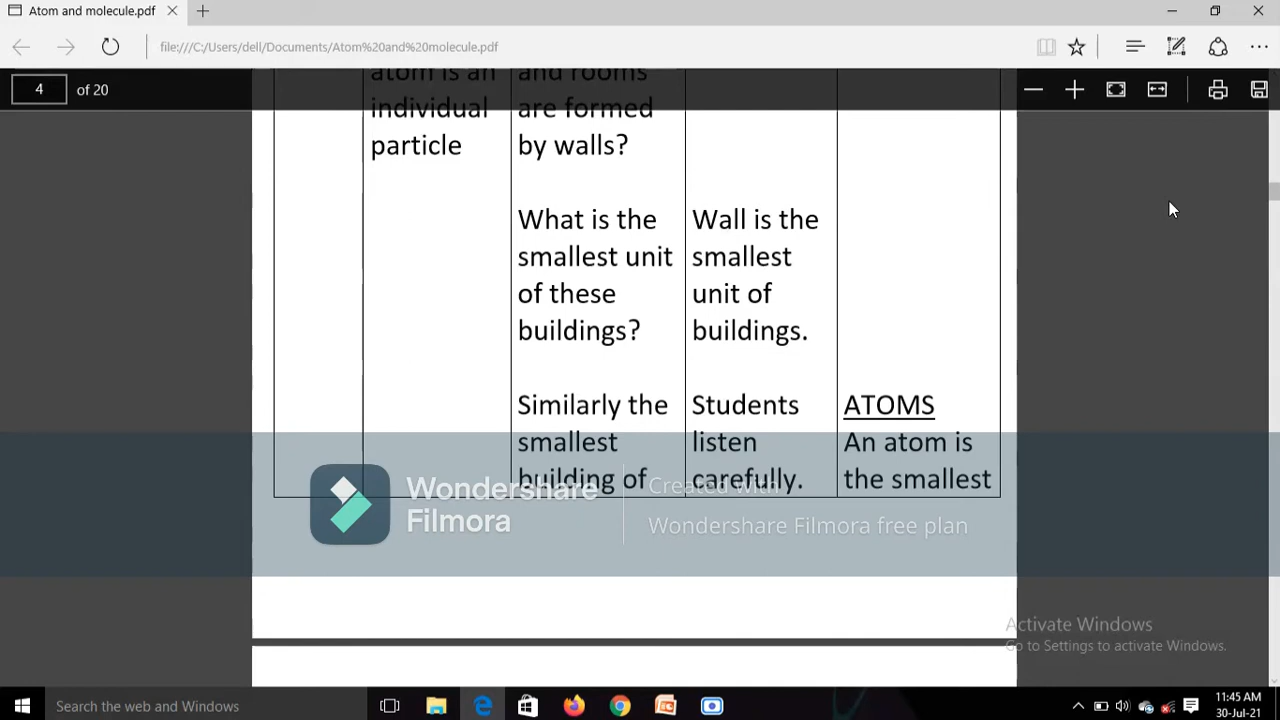 Atom and molecule.pdf
file:///C:/Users/dell/Documents/Atom%20and%20molecule.pdf
4 of 20
atom is an
individual
particle
and rooms
are formed
by walls?
What is the
smallest unit
of these
buildings?
Similarly the
smallest
building of
Wall is the
smallest
unit of
buildings.
Students
listen
carefully.
ATOMS
An atom is
the smallest
Wondershare
Filmora
Created with
Wondershare Filmora free plan
Activate Windows
Go to Settings to activate Windows.
Search the web and Windows
11:45 AM
30-Jul-21